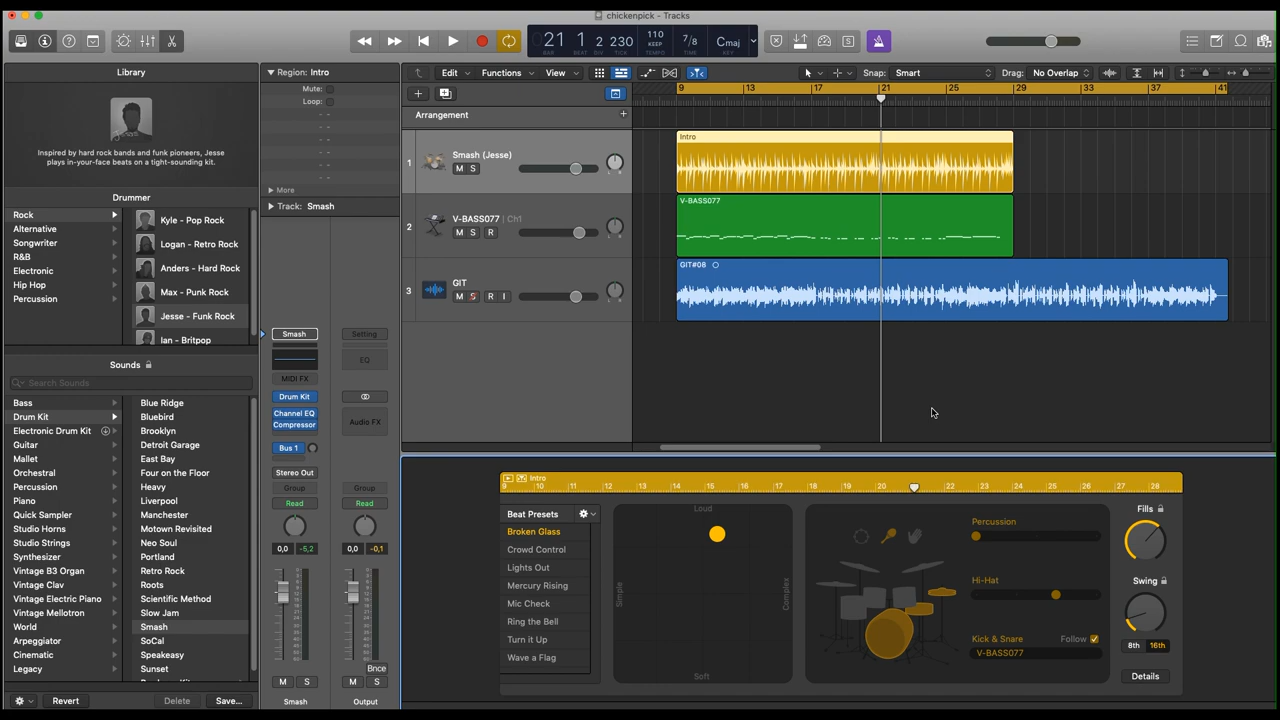 chickenpick - Tracks
21 1 2 230
BAR BEAT
110
KEEP
TEMPO
7/8
Cmaj
KEY
Library
Inspired by hard rock bands and funk pioneers, Jesse
plays in-your-face beats on a tight-sounding kit.
Drummer
Rock
Alternative
Songwriter
R&B
Electronic
Hip Hop
Percussion
Kyle - Pop Rock
Logan - Retro Rock
Anders - Hard Rock
Max - Punk Rock
Jesse - Funk Rock
Ian - Britpop
Sounds
Search Sounds
Bass
Drum Kit
Electronic Drum Kit
Guitar
Mallet
Orchestral
Percussion
Piano
Quick Sampler
Studio Horns
Studio Strings
Synthesizer
Vintage B3 Organ
Vintage Clav
Vintage Electric Piano
Vintage Mellotron
World
Arpeggiator
Cinematic
Legacy
Blue Ridge
Bluebird
Brooklyn
Detroit Garage
East Bay
Four on the Floor
Heavy
Liverpool
Manchester
Motown Revisited
Neo Soul
Portland
Retro Rock
Roots
Scientific Method
Slow Jam
Smash
SoCal
Speakeasy
Sunset
Revert
Delete
Save...
Region: Intro
Mute:
Loop:
More
Track: Smash
Smash
MIDI FX
Drum Kit
Channel EQ
Compressor
Bus 1
Stereo Out
Group
Read
0,0 -5,2
M S
Smash
Setting
EQ
Audio FX
Group
Read
0,0 -0,1
Bnce
M S
Output
Edit Functions View
Snap: Smart
Drag: No Overlap
9 13 17 21 25 29 33 37 41
Arrangement
1 Smash (Jesse)
M S
2 V-BASS077 | Ch1
M S R
3 GIT
M S R I
Intro
V-BASS077
GIT#08
Intro
9 10 11 12 13 14 15 16 17 18 19 20 22 23 24 25 26 27 28
Beat Presets
Broken Glass
Crowd Control
Lights Out
Mercury Rising
Mic Check
Ring the Bell
Turn it Up
Wave a Flag
Loud
Simple
Complex
Soft
Percussion
Hi-Hat
Kick & Snare Follow
V-BASS077
Fills
Swing
8th 16th
Details